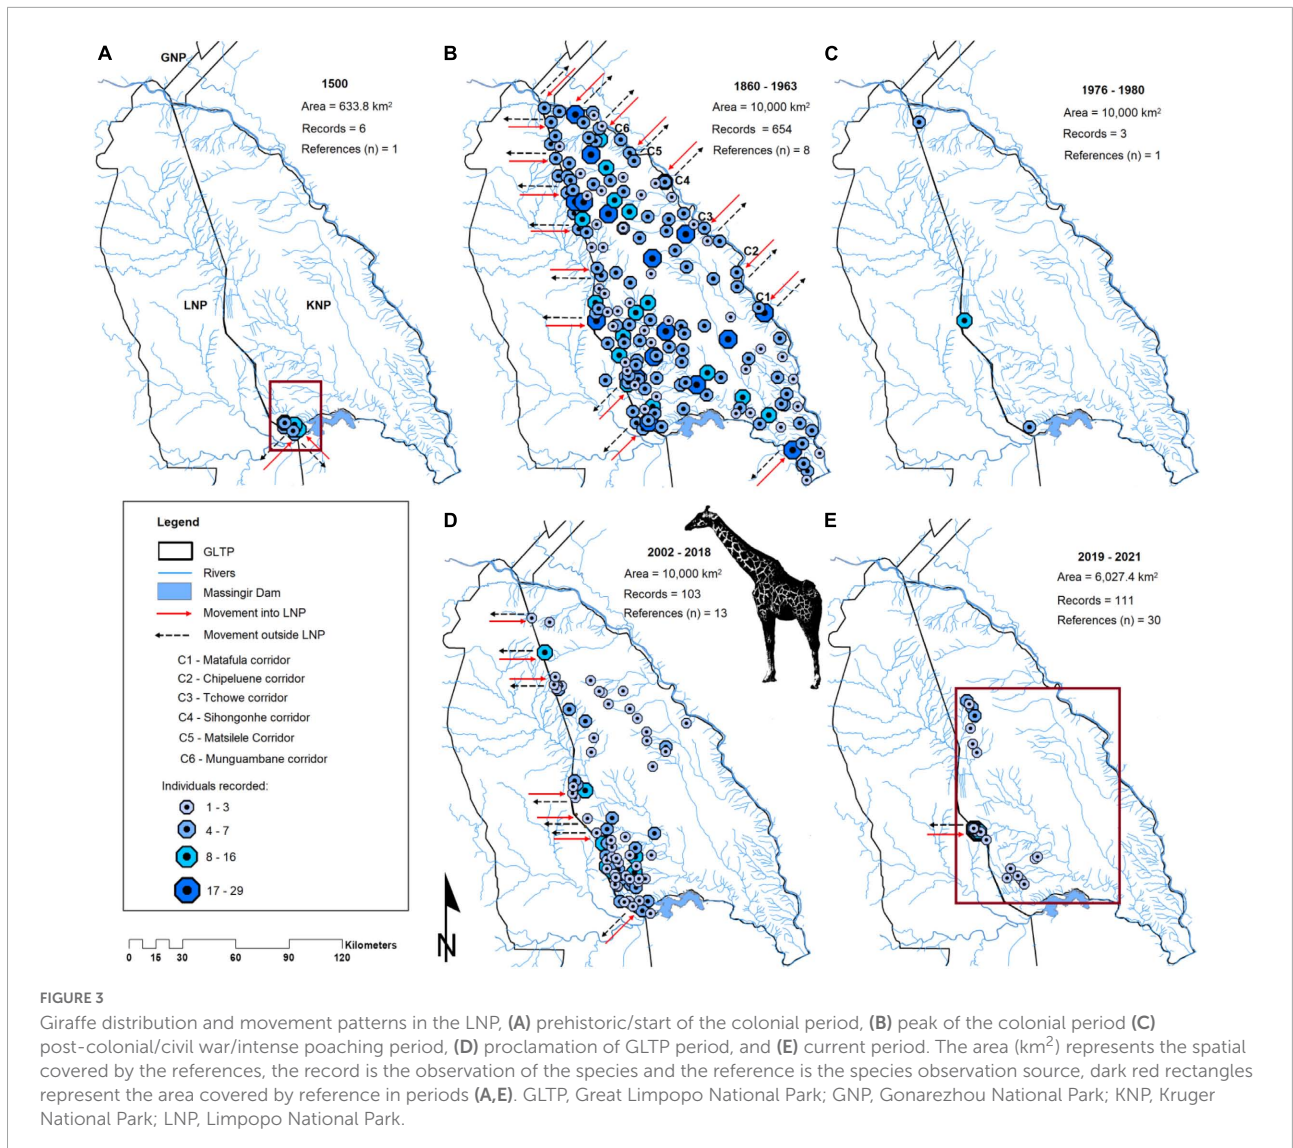 A
GNP
1500
Area = 633.8 km²
Records = 6
References (n) = 1
LNP
KNP
B
1860 - 1963
Area = 10,000 km²
Records = 654
References (n) = 8
C6
C5
C4
C3
C2
C1
C
1976 - 1980
Area = 10,000 km²
Records = 3
References (n) = 1
Legend
GLTP
Rivers
Massingir Dam
Movement into LNP
Movement outside LNP
C1 - Matafula corridor
C2 - Chipeluene corridor
C3 - Tchowe corridor
C4 - Sihongonhe corridor
C5 - Matsilele Corridor
C6 - Munguambane corridor
Individuals recorded:
1 - 3
4 - 7
8 - 16
17 - 29
0 15 30 60 90 120
Kilometers
N
D
2002 - 2018
Area = 10,000 km²
Records = 103
References (n) = 13
E
2019 - 2021
Area = 6,027.4 km²
Records = 111
References (n) = 30
FIGURE 3
Giraffe distribution and movement patterns in the LNP, (A) prehistoric/start of the colonial period, (B) peak of the colonial period (C)
post-colonial/civil war/intense poaching period, (D) proclamation of GLTP period, and (E) current period. The area (km²) represents the spatial
covered by the references, the record is the observation of the species and the reference is the species observation source, dark red rectangles
represent the area covered by reference in periods (A,E). GLTP, Great Limpopo National Park; GNP, Gonarezhou National Park; KNP, Kruger
National Park; LNP, Limpopo National Park.